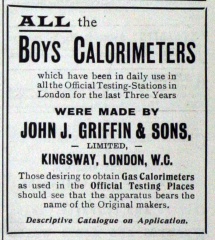 ALL the
BOYS CALORIMETERS
which have been in daily use in
all the Official Testing-Stations in
London for the last Three Years
WERE MADE BY
JOHN J. GRIFFIN & SONS,
— LIMITED, —
KINGSWAY, LONDON, W.C.
Those desiring to obtain Gas Calorimeters
as used in the Official Testing Places
should see that the apparatus bears the
name of the Original makers.
Descriptive Catalogue on Application.